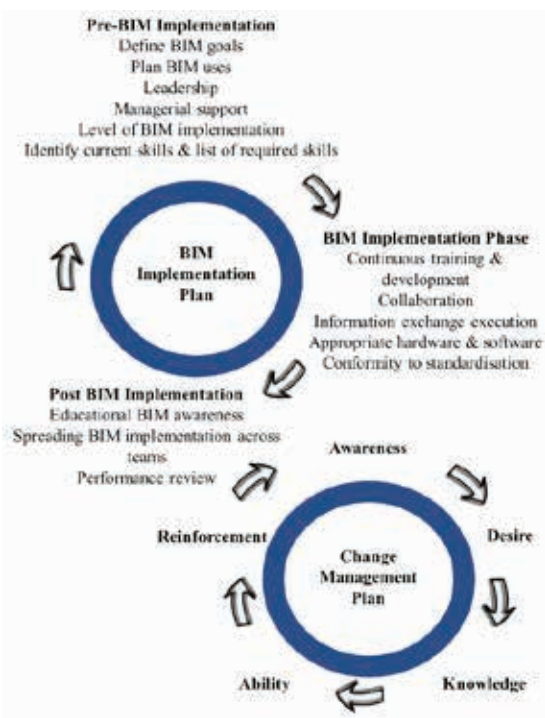 Pre-BIM Implementation
Define BIM goals
Plan BIM uses
Leadership
Managerial support
Level of BIM implementation
Identify current skills & list of required skills
BIM
Implementation
Plan
BIM Implementation Phase
Continuous training &
development
Collaboration
Information exchange execution
Appropriate hardware & software
Conformity to standardisation
Post BIM Implementation
Educational BIM awareness
Spreading BIM implementation across
teams
Performance review
Awareness
Reinforcement
Desire
Change
Management
Plan
Ability
Knowledge